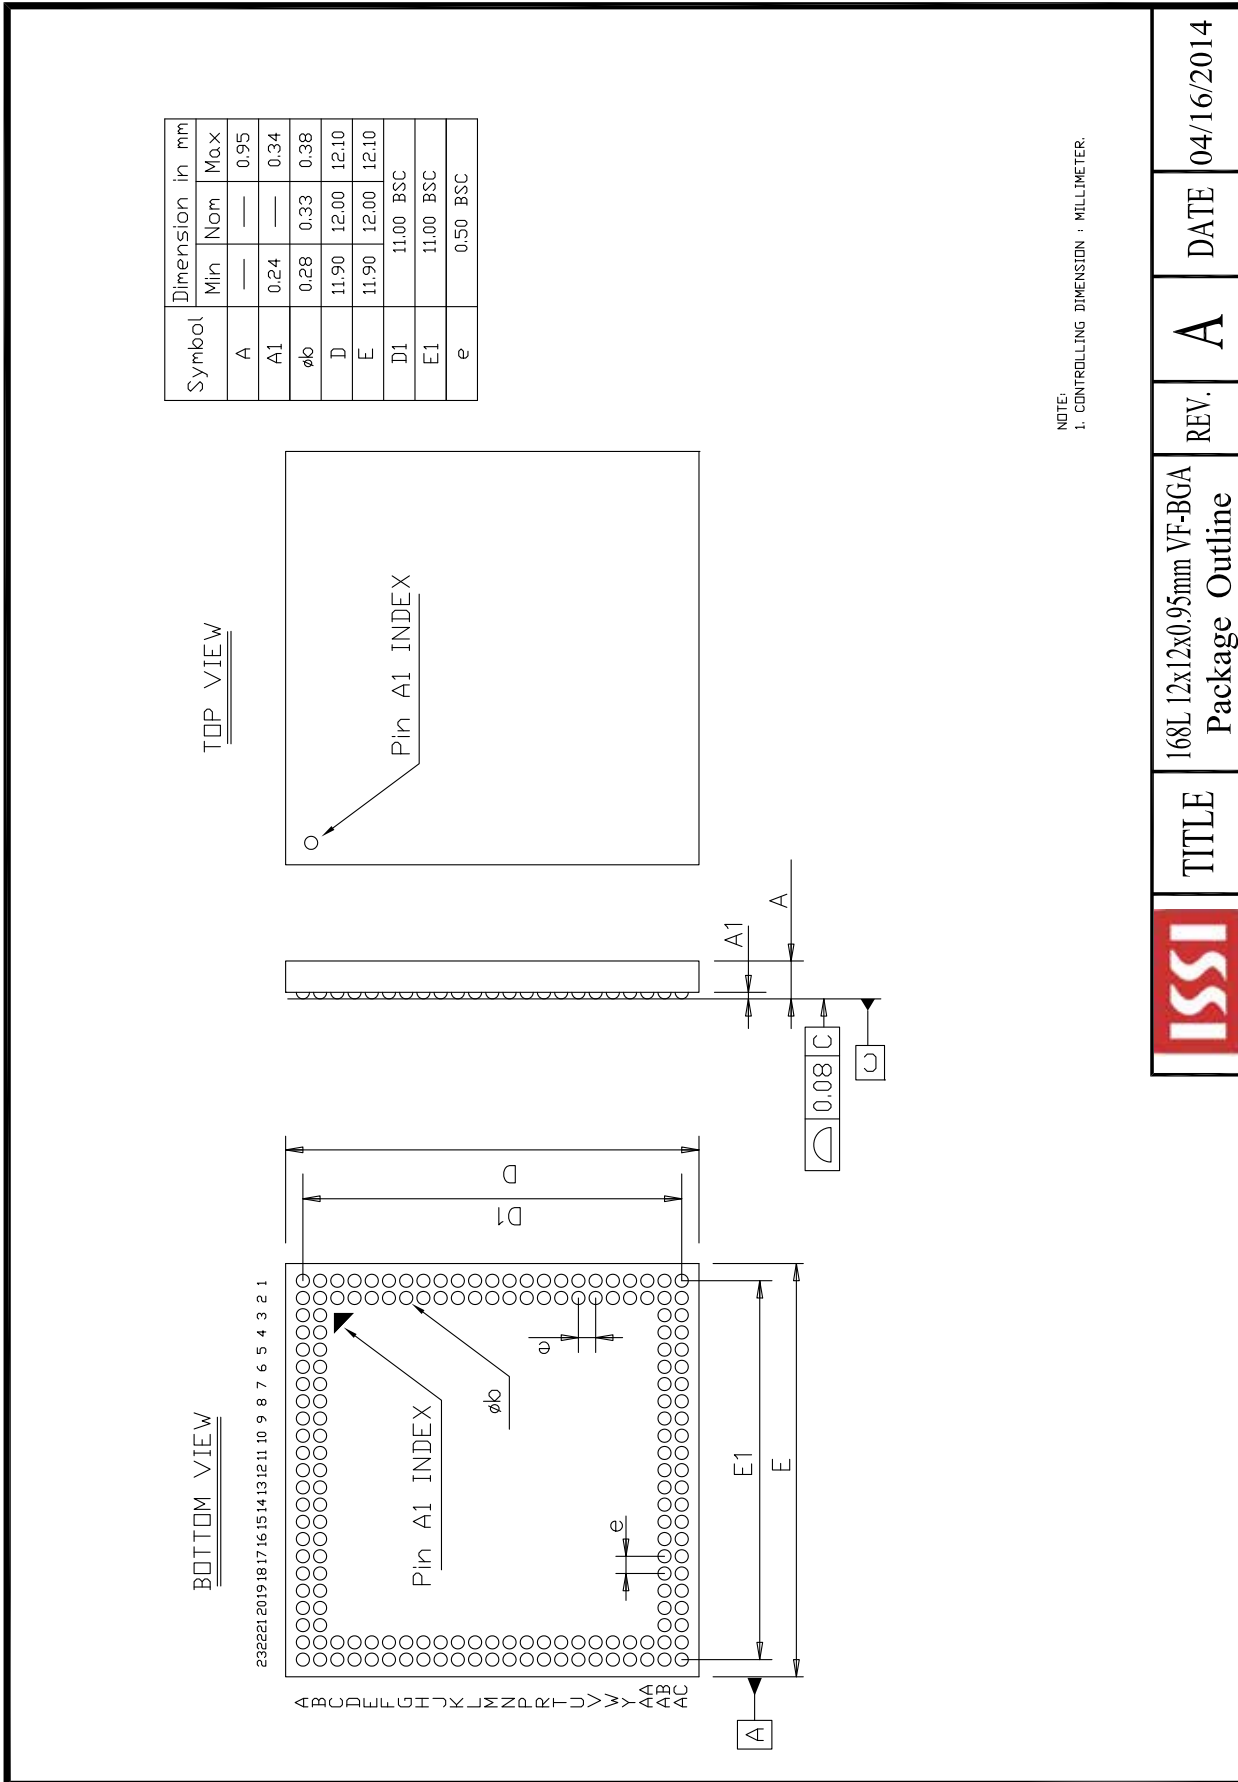 BOTTOM VIEW
23 22 21 20 19 18 17 16 15 14 13 12 11 10 9 8 7 6 5 4 3 2 1
A
B
C
D
E
F
G
H
J
K
L
M
N
P
R
T
U
V
W
Y
AA
AB
AC
Pin A1 INDEX
øb
e
e
E1
E
A
D1
D
A1
A
0.08 C
C
TOP VIEW
Pin A1 INDEX
Symbol Dimension in mm
Min Nom Max
A — — 0.95
A1 0.24 — 0.34
øb 0.28 0.33 0.38
D 11.90 12.00 12.10
E 11.90 12.00 12.10
D1 11.00 BSC
E1 11.00 BSC
e 0.50 BSC
NOTE:
1. CONTROLLING DIMENSION : MILLIMETER.
ISSI
TITLE
168L 12x12x0.95mm VF-BGA
Package Outline
REV.
A
DATE
04/16/2014